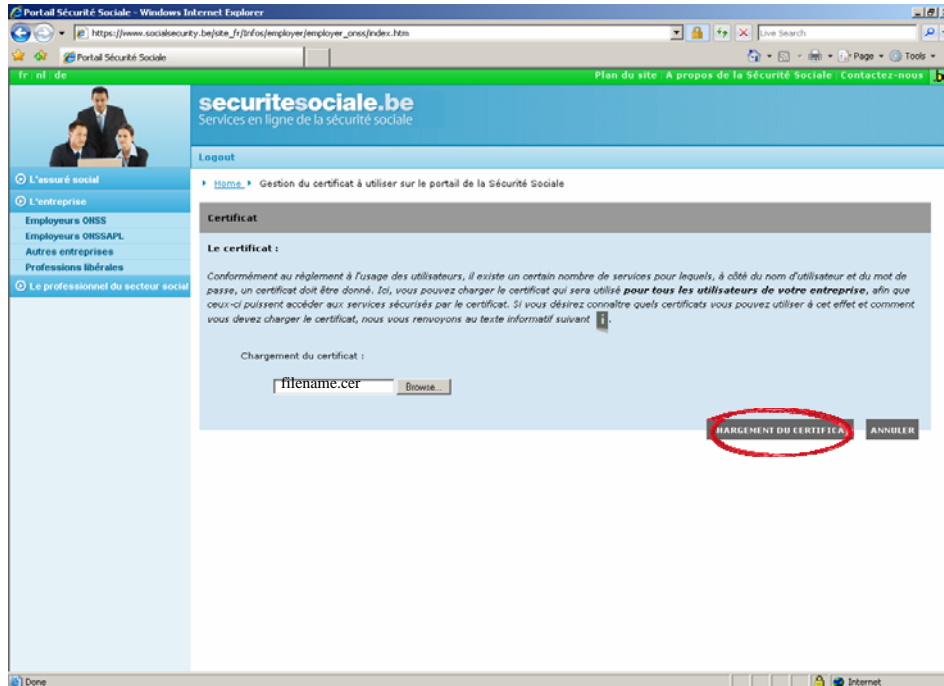 Portail Sécurité Sociale - Windows Internet Explorer
https://www.socialsecurity.be/site_fr/Infos/employer/employer_onss/index.htm
Live Search
Portail Sécurité Sociale
Page
Tools
fr nl de
Plan du site A propos de la Sécurité Sociale Contactez-nous
securitesociale.be
Services en ligne de la sécurité sociale
Logout
L'assuré social
L'entreprise
Employeurs ONSS
Employeurs ONSSAPL
Autres entreprises
Professions libérales
Le professionnel du secteur social
Home Gestion du certificat à utiliser sur le portail de la Sécurité Sociale
Certificat
Le certificat :
Conformément au règlement à l'usage des utilisateurs, il existe un certain nombre de services pour lequels, à côté du nom d'utilisateur et du mot de
passe, un certificat doit être donné. Ici, vous pouvez charger le certificat qui sera utilisé pour tous les utilisateurs de votre entreprise, afin que
ceux-ci puissent accéder aux services sécurisés par le certificat. Si vous désirez connaître quels certificats vous pouvez utiliser à cet effet et comment
vous devez charger le certificat, nous vous renvoyons au texte informatif suivant i.
Chargement du certificat :
filename.cer
Browse...
HARGEMENT DU CERTIFICA
ANNULER
Done
Internet